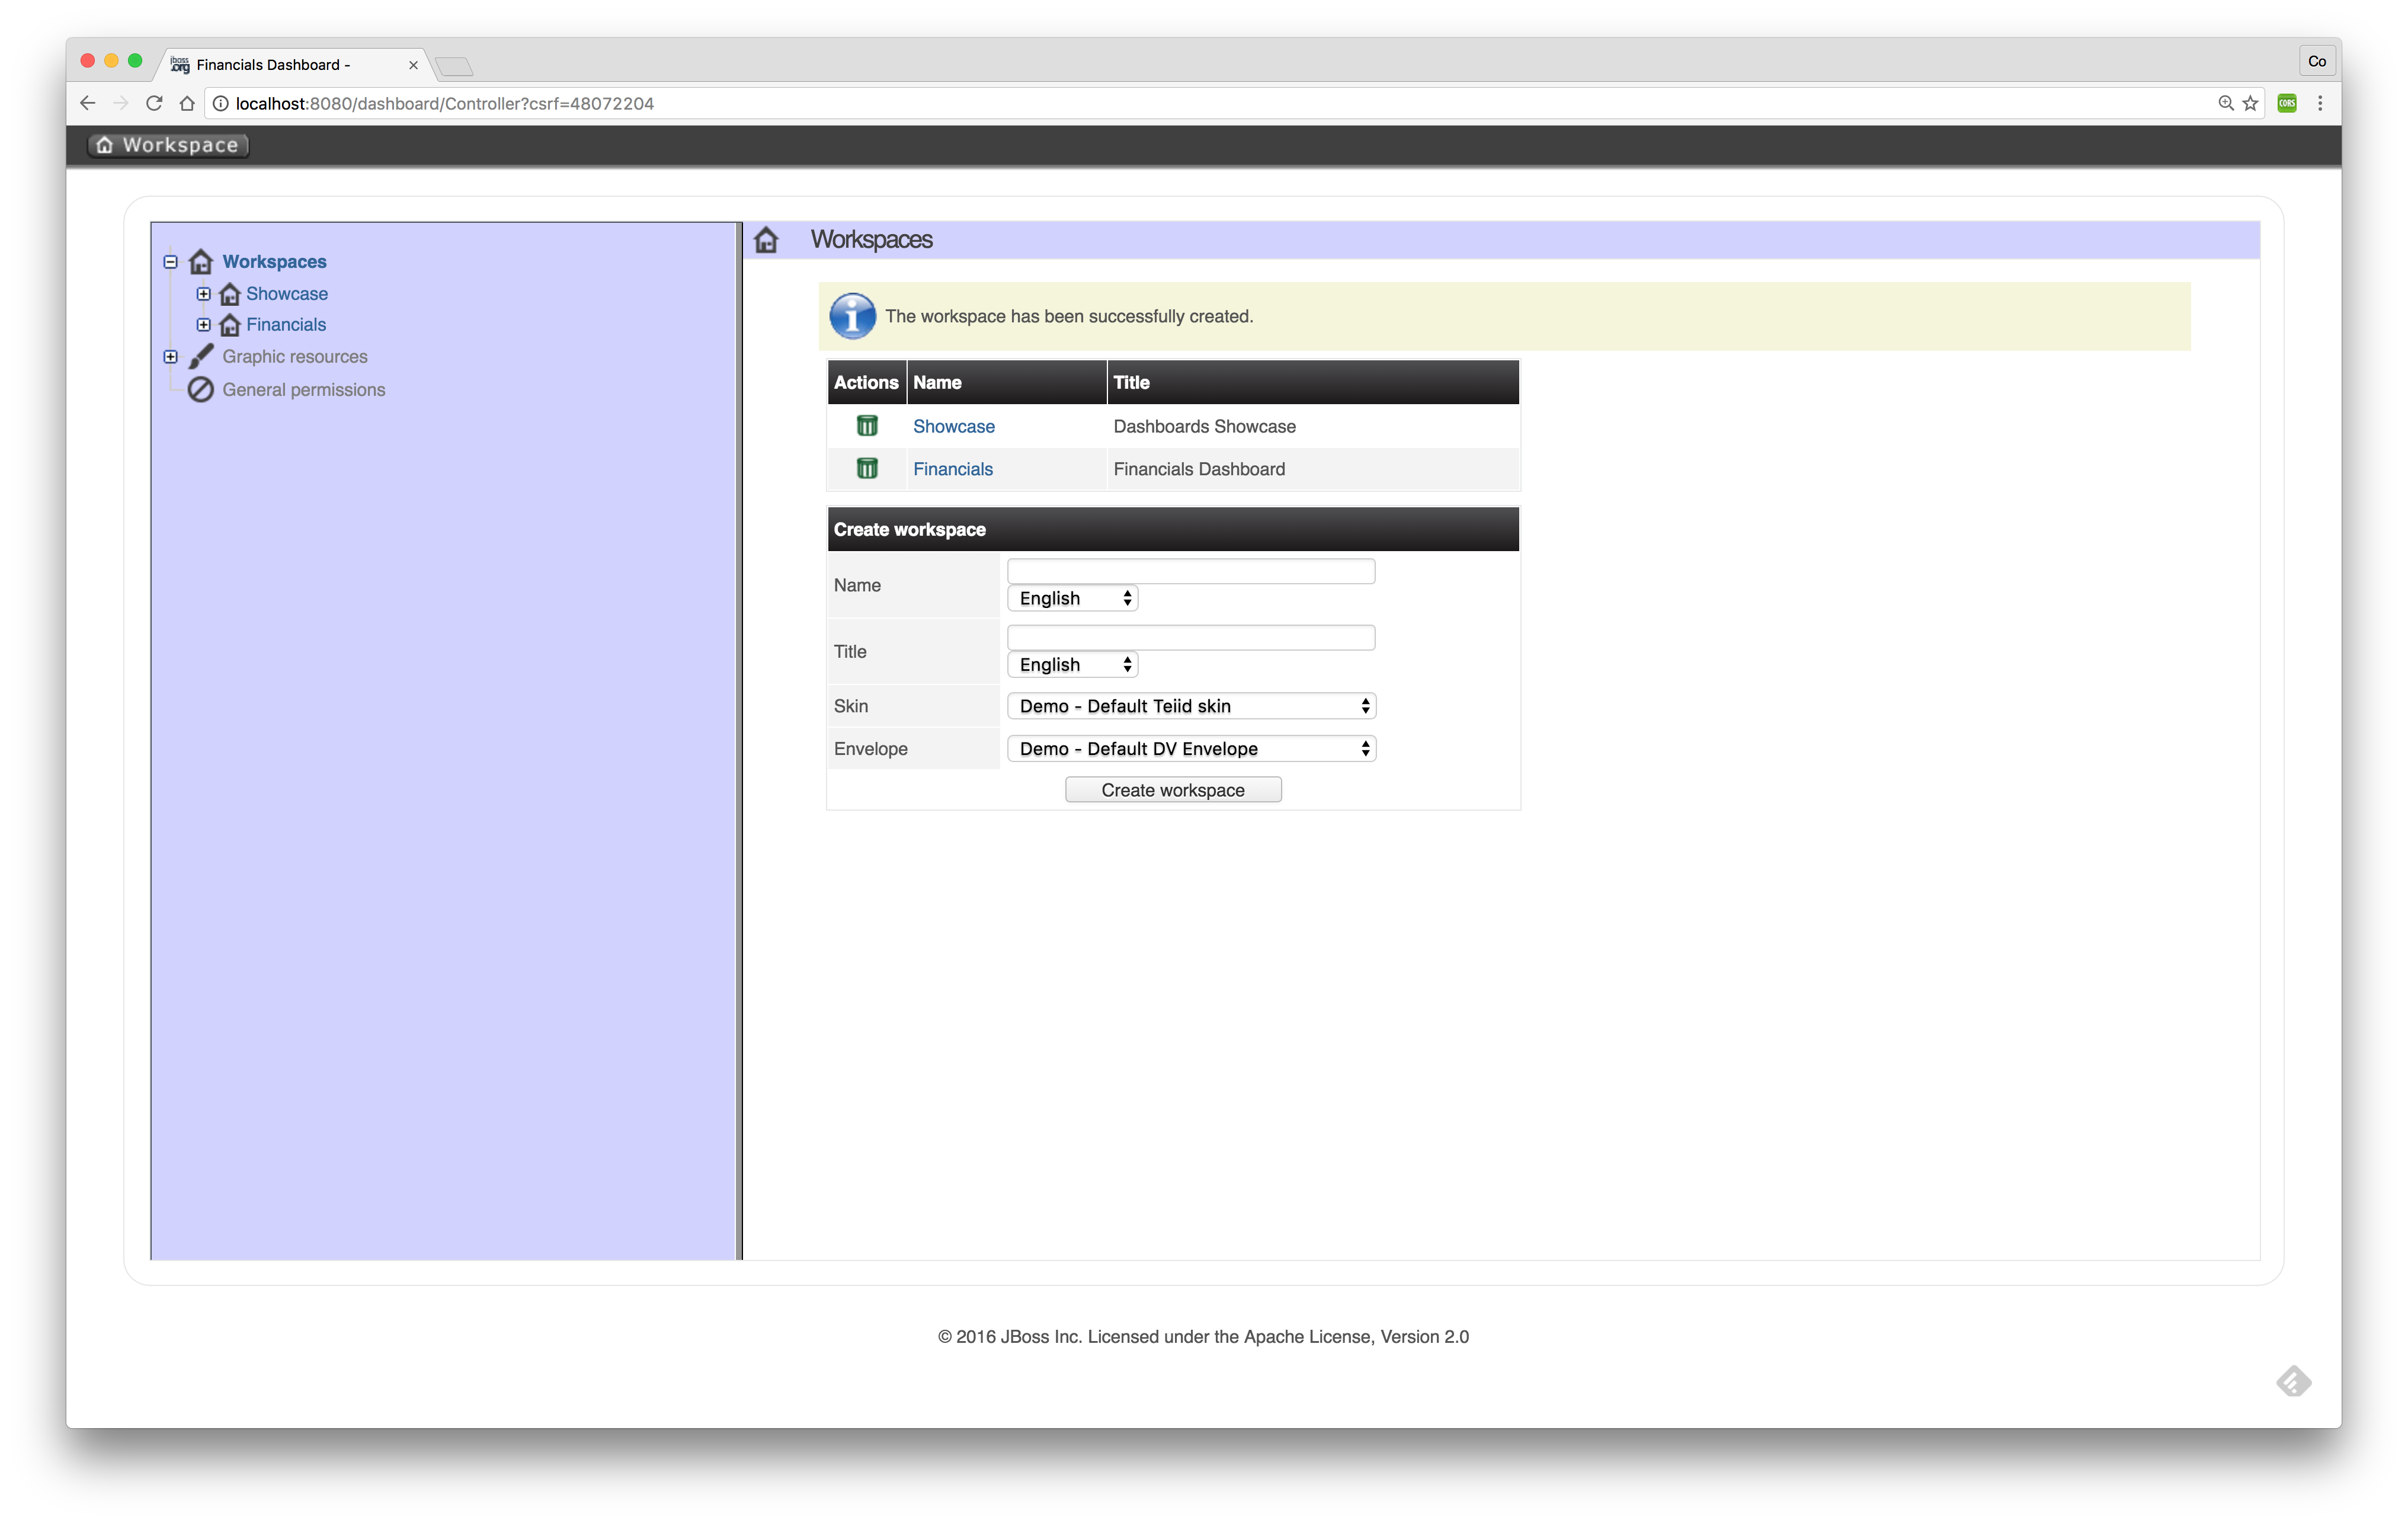 jboss.org Financials Dashboard -
Co
localhost:8080/dashboard/Controller?csrf=48072204
CORS
Workspace
Workspaces
Showcase
Financials
Graphic resources
General permissions
Workspaces
The workspace has been successfully created.
Actions Name Title
Showcase Dashboards Showcase
Financials Financials Dashboard
Create workspace
Name
English
Title
English
Skin Demo - Default Teiid skin
Envelope Demo - Default DV Envelope
Create workspace
© 2016 JBoss Inc. Licensed under the Apache License, Version 2.0